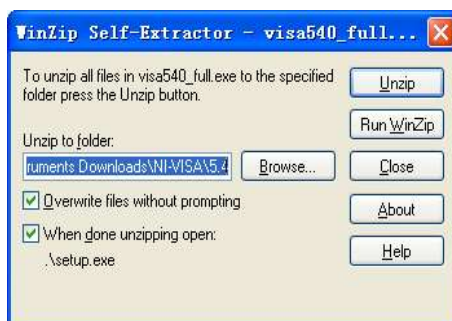 WinZip Self-Extractor - visa540_full...
To unzip all files in visa540_full.exe to the specified
folder press the Unzip button.
Unzip to folder:
ruments Downloads\NI-VISA\5.4
Browse...
Overwrite files without prompting
When done unzipping open:
.\setup.exe
Unzip
Run WinZip
Close
About
Help